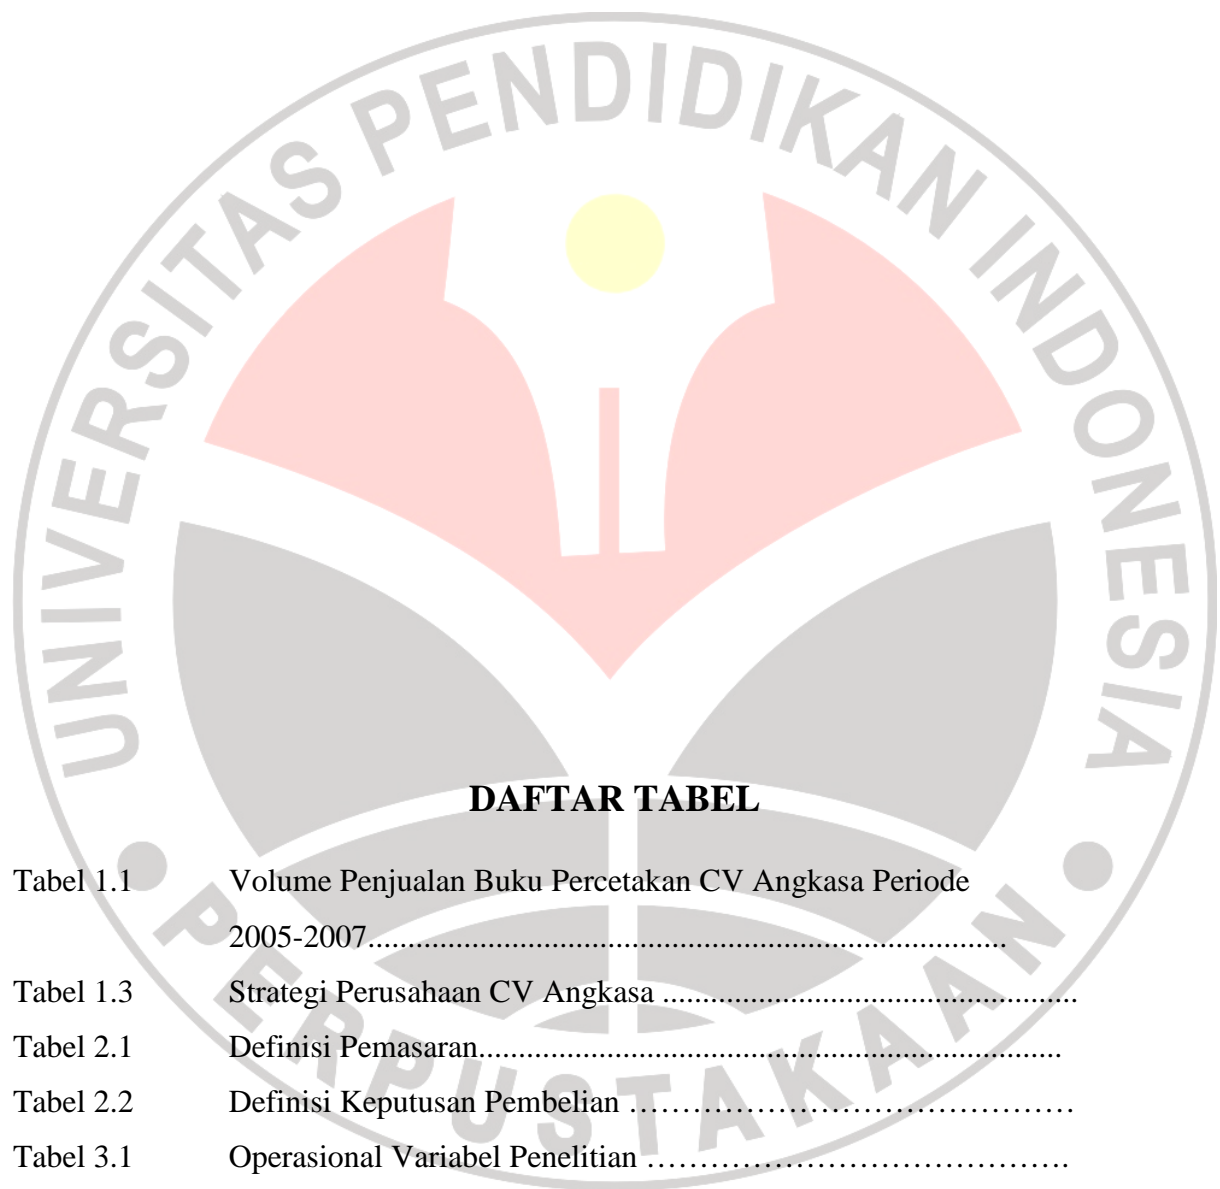 UNIVERSITAS PENDIDIKAN INDONESIA
PERPUSTAKAAN
DAFTAR TABEL
Tabel 1.1 Volume Penjualan Buku Percetakan CV Angkasa Periode
2005-2007................................................................................
Tabel 1.3 Strategi Perusahaan CV Angkasa ....................................................
Tabel 2.1 Definisi Pemasaran.........................................................................
Tabel 2.2 Definisi Keputusan Pembelian …………………………………
Tabel 3.1 Operasional Variabel Penelitian ……………………………….